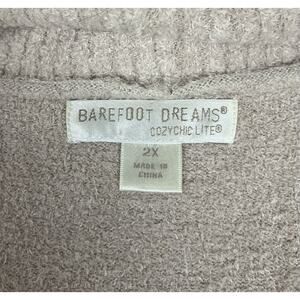 BAREFOOT DREAMS®
COZYCHIC LITE®
2X
MADE IN
CHINA